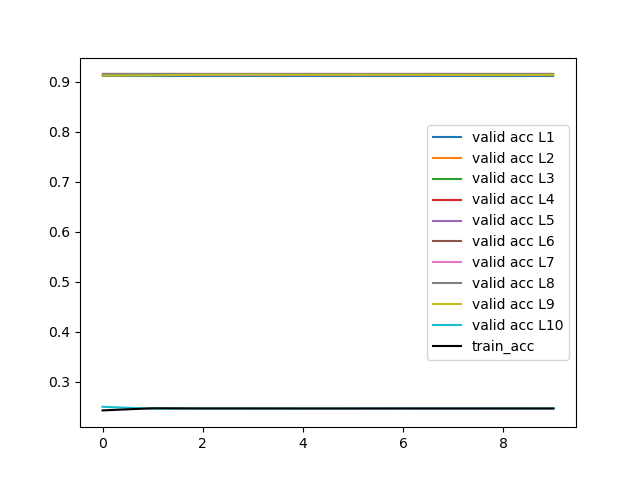 0.9
0.8
0.7
0.6
0.5
0.4
0.3
0 2 4 6 8
valid acc L1
valid acc L2
valid acc L3
valid acc L4
valid acc L5
valid acc L6
valid acc L7
valid acc L8
valid acc L9
valid acc L10
train_acc